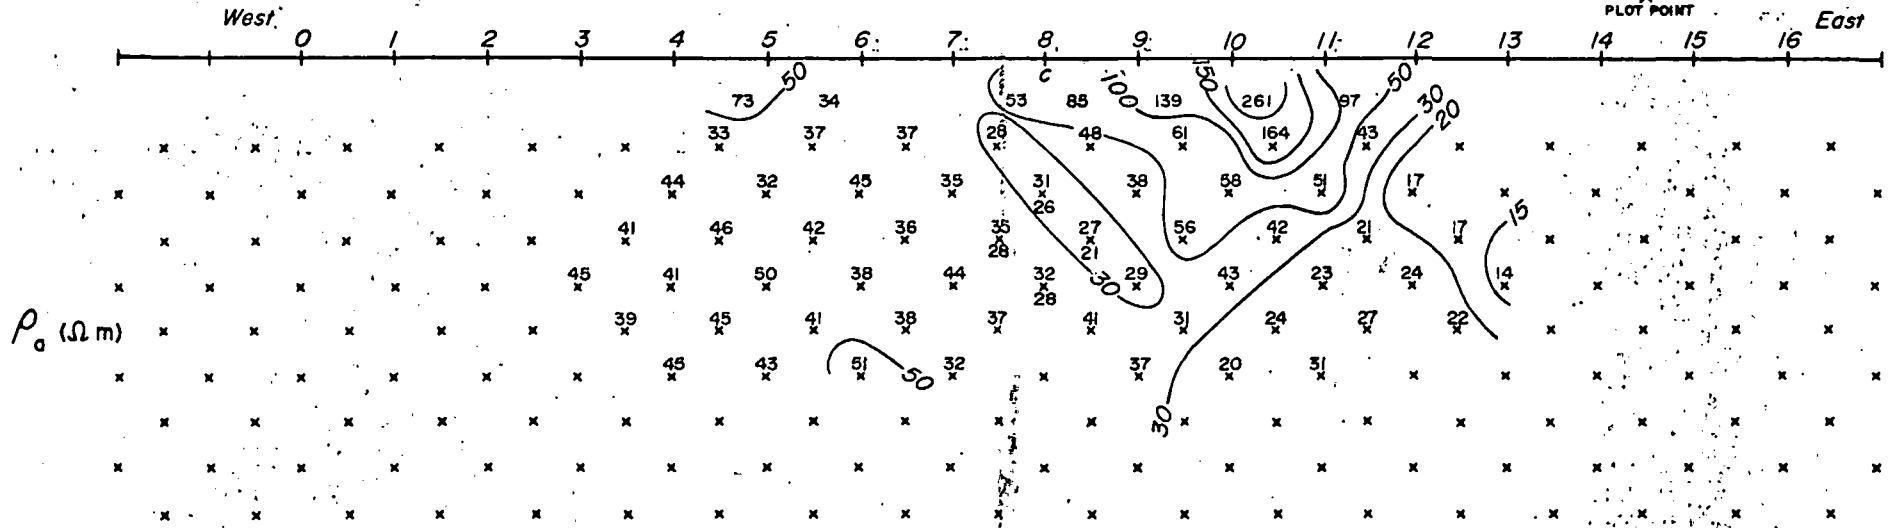 PLOT POINT
West East
0 1 2 3 4 5 6 7 8 9 10 11 12 13 14 15 16
50 c 100 150 50
73 34 53 85 139 261 97 30
20
33 37 37 28 48 61 164 43
44 32 45 35 31 38 58 51 17
26
15
41 46 42 36 35 27 56 42 21 17
28 21
45 41 50 38 44 32 29 43 23 24 14
30
28
39 45 41 38 37 41 31 24 27 22
ρa (Ωm)
45 43 51 32 37 20 31
50
30